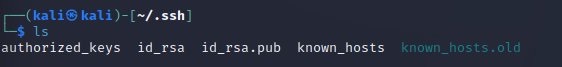 ┌──(kali㉿kali)-[~/.ssh]
└─$ ls
authorized_keys  id_rsa  id_rsa.pub  known_hosts  known_hosts.old